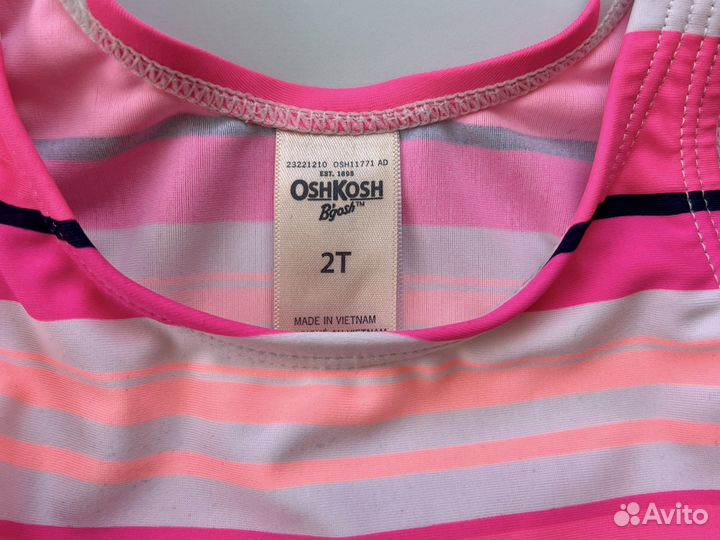 23221210 OSH11771 AD
EST. 1895
OSHKOSH
B'gosh™
2T
MADE IN VIETNAM
Avito